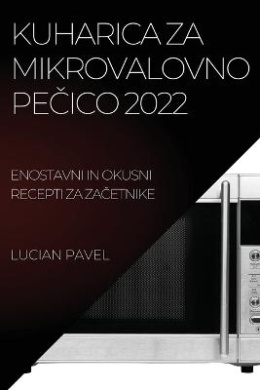 KUHARICA ZA
MIKROVALOVNO
PEČICO 2022
ENOSTAVNI IN OKUSNI
RECEPTI ZA ZAČETNIKE
LUCIAN PAVEL